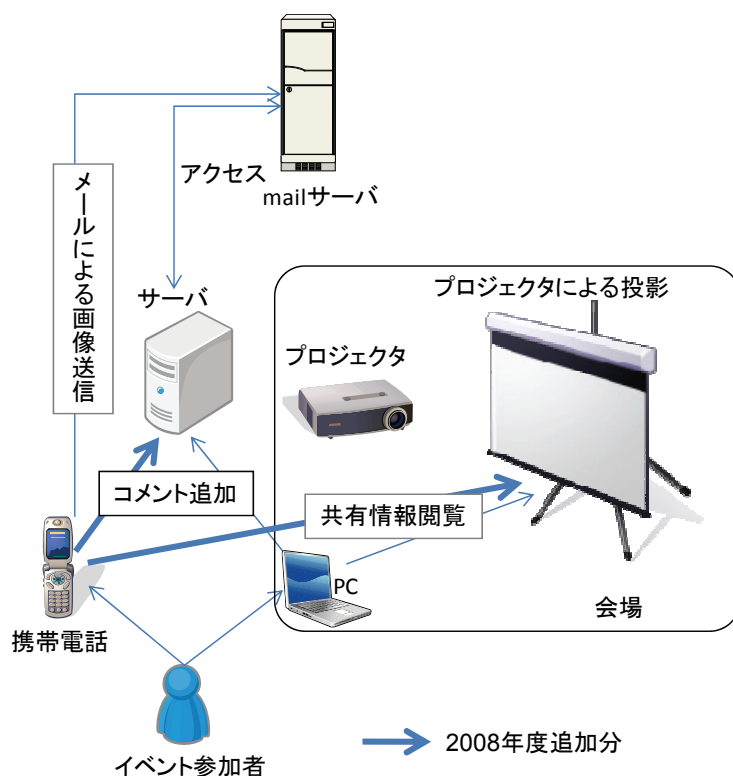 アクセス
mailサーバ
メールによる画像送信
サーバ
プロジェクタによる投影
プロジェクタ
コメント追加
共有情報閲覧
PC
会場
携帯電話
イベント参加者
2008年度追加分